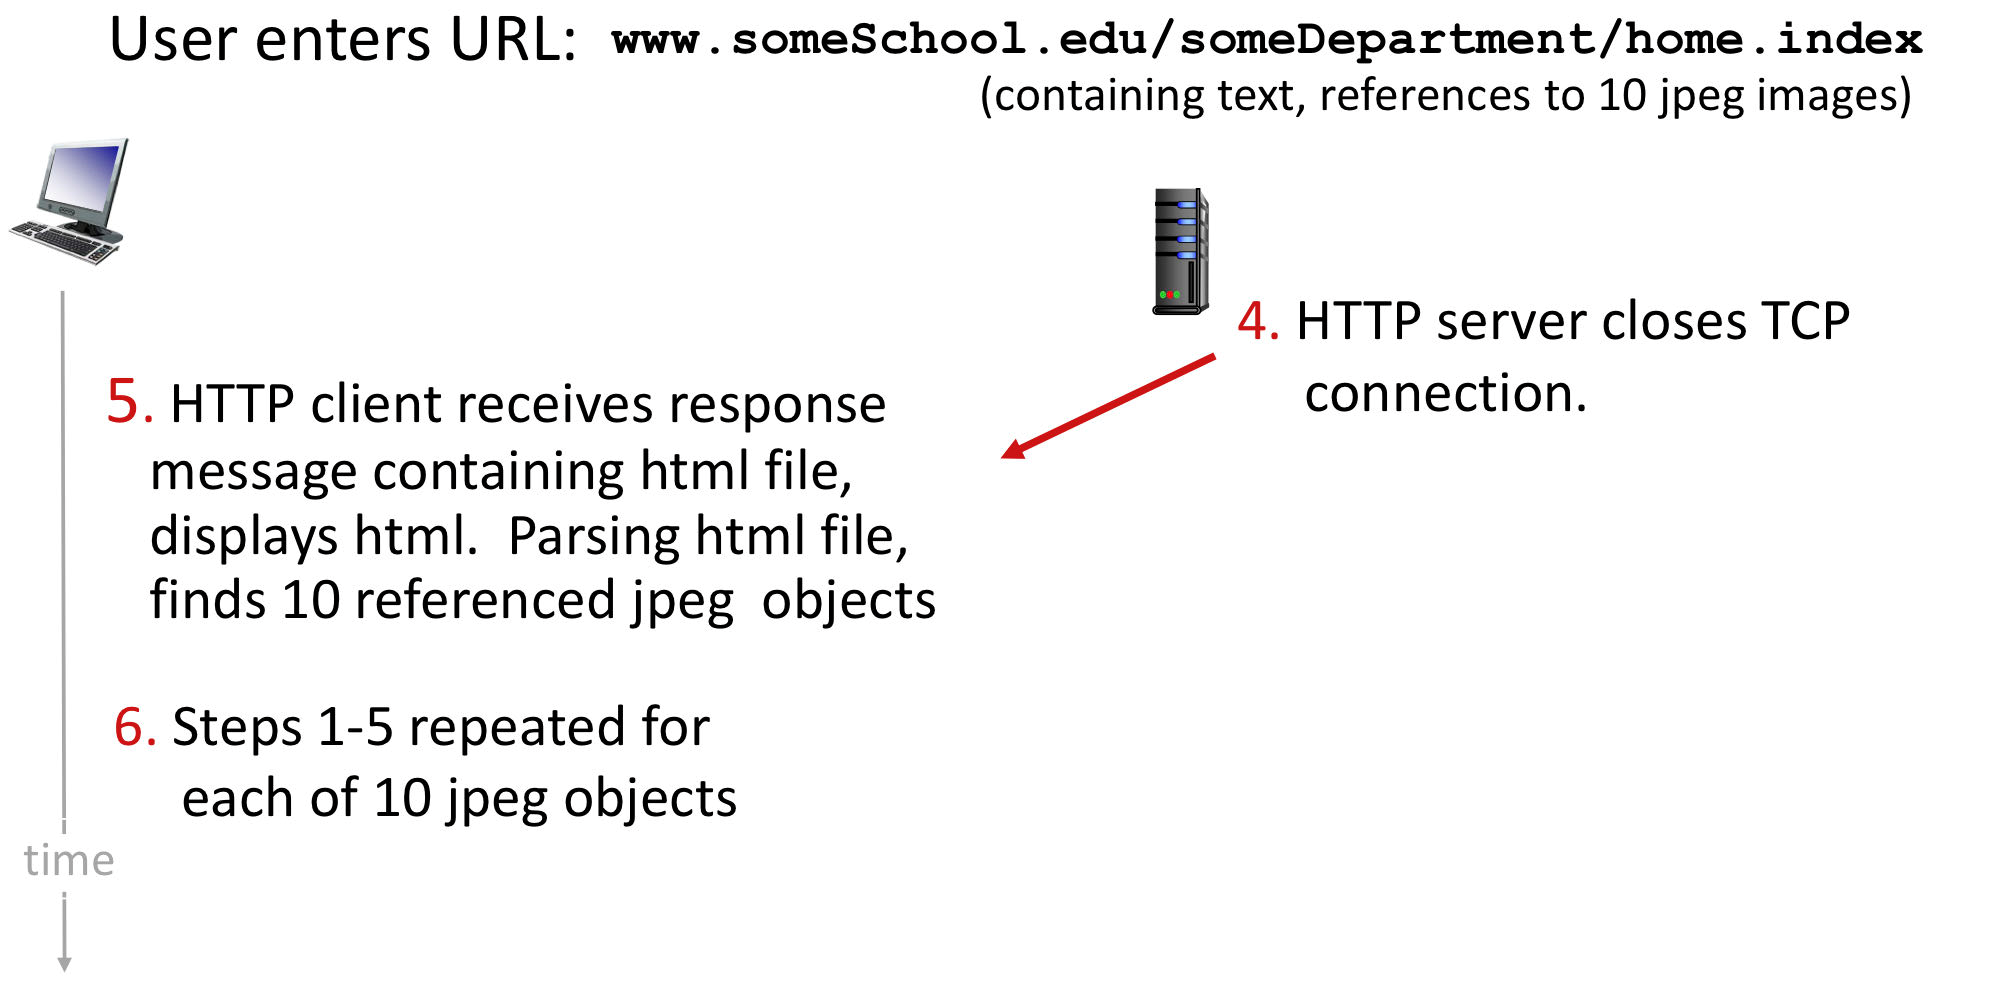 User enters URL: www.someSchool.edu/someDepartment/home.index
(containing text, references to 10 jpeg images)
4. HTTP server closes TCP
connection.
5. HTTP client receives response
message containing html file,
displays html.  Parsing html file,
finds 10 referenced jpeg  objects
6. Steps 1-5 repeated for
each of 10 jpeg objects
time